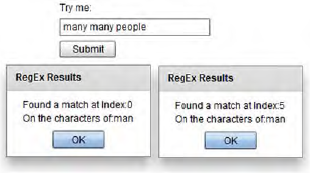 Try me:
many many people
Submit
RegEx Results
Found a match at Index:0
On the characters of:man
OK
RegEx Results
Found a match at Index:5
On the characters of:man
OK